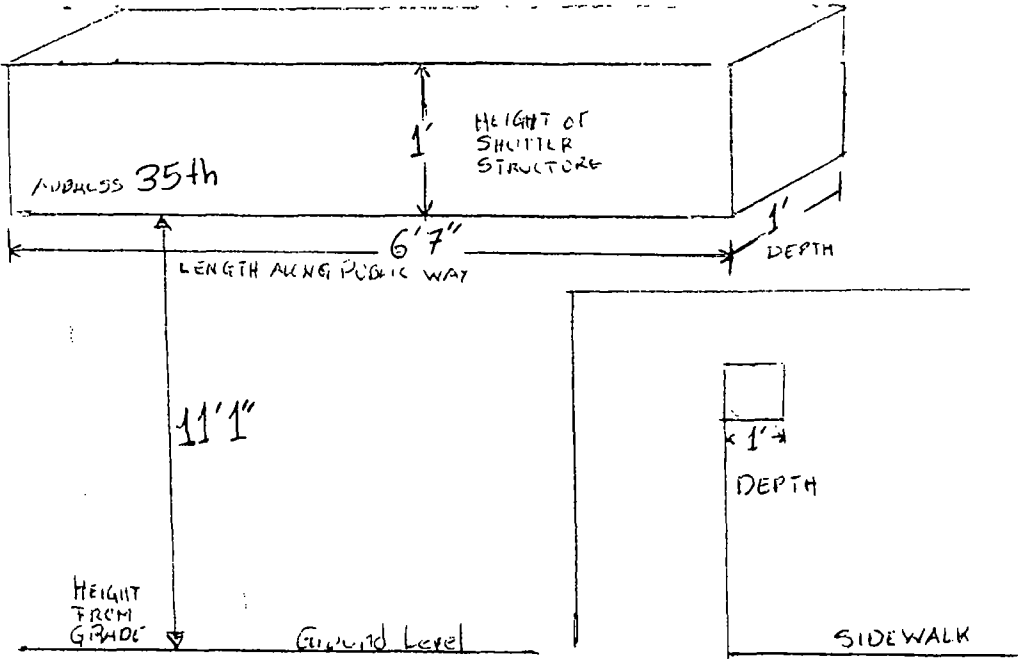 1'
HEIGHT OF
SHUTTER
STRUCTURE
ADDRESS 35th
6'7"
LENGTH ALONG PUBLIC WAY
1'
DEPTH
11'1"
1'
DEPTH
HEIGHT
FROM
GRADE
Ground Level
SIDEWALK